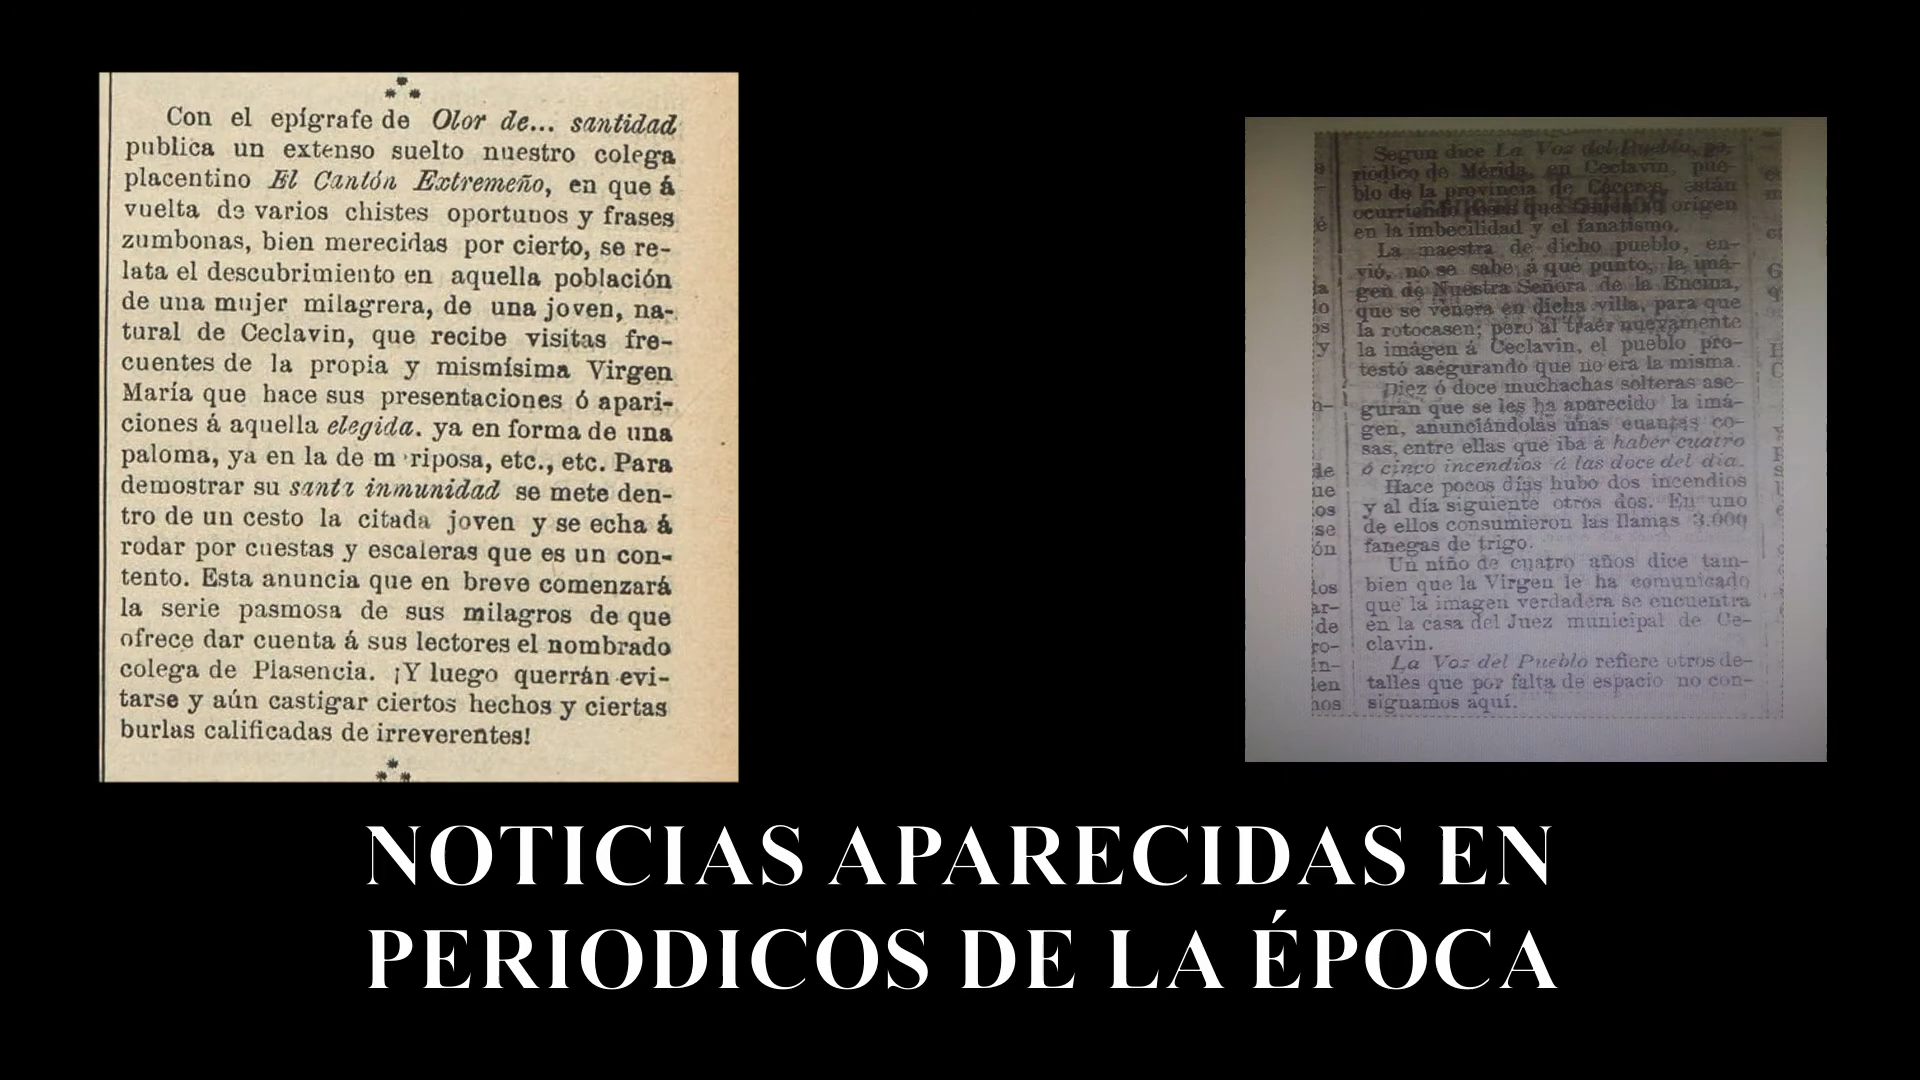 Con el epígrafe de Olor de... santidad
publica un extenso suelto nuestro colega
placentino El Cantón Extremeño, en que á
vuelta de varios chistes oportunos y frases
zumbonas, bien merecidas por cierto, se re-
lata el descubrimiento en aquella población
de una mujer milagrera, de una joven, na-
tural de Ceclavin, que recibe visitas fre-
cuentes de la propia y mismísima Virgen
María que hace sus presentaciones ó apari-
ciones á aquella elegida. ya en forma de una
paloma, ya en la de m riposa, etc., etc. Para
demostrar su santa inmunidad se mete den-
tro de un cesto la citada joven y se echa á
rodar por cuestas y escaleras que es un con-
tento. Esta anuncia que en breve comenzará
la serie pasmosa de sus milagros de que
ofrece dar cuenta á sus lectores el nombrado
colega de Plasencia. ¡Y luego querrán evi-
tarse y aún castigar ciertos hechos y ciertas
burlas calificadas de irreverentes!
Segun dice La Voz del Pueblo, pe-
riódico de Mérida, en Ceclavin, pue-
blo de la provincia de Cáceres, están
ocurriendo que origen
en la imbecilidad y el fanatismo.
La maestra de dicho pueblo, en-
vió, no se sabe á qué punto, la imá-
gen de Nuestra Señora de la Encina,
que se venera en dicha villa, para que
la rotocasen; pero al traer nuevamente
la imágen á Ceclavin, el pueblo pro-
testó asegurando que no era la misma.
Diez ó doce muchachas solteras ase-
guran que se les ha aparecido la imá-
gen, anunciándolas unas cuantas co-
sas, entre ellas que iba á haber cuatro
ó cinco incendios á las doce del día.
Hace pocos días hubo dos incendios
y al día siguiente otros dos. En uno
de ellos consumieron las llamas 3.000
fanegas de trigo.
Un niño de cuatro años dice tam-
bien que la Virgen le ha comunicado
que la imagen verdadera se encuentra
en la casa del Juez municipal de Ce-
clavin.
La Voz del Pueblo refiere otros de-
talles que por falta de espacio no con-
signamos aquí.
NOTICIAS APARECIDAS EN
PERIODICOS DE LA ÉPOCA